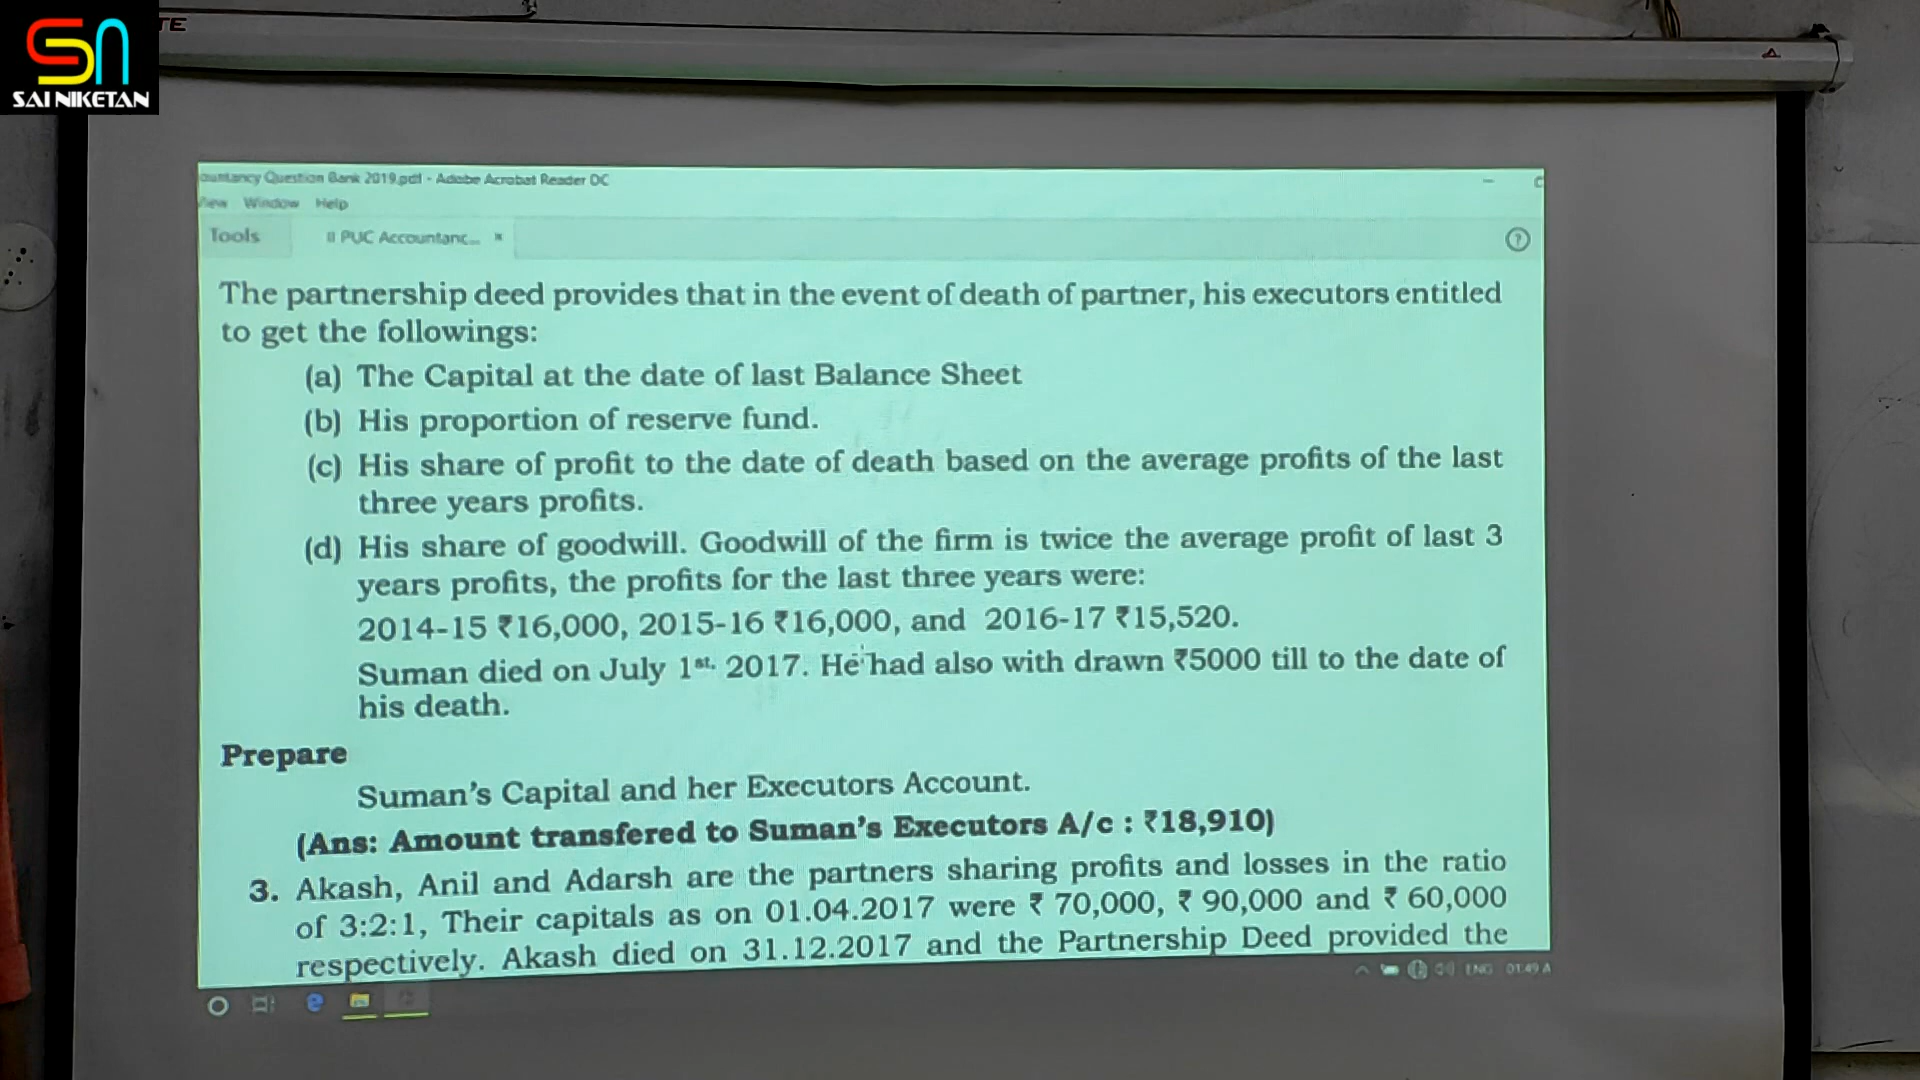 TE
SAI NIKETAN
ountancy Question Bank 2019.pdf - Adobe Acrobat Reader DC
View Window Help
Tools II PUC Accountanc...
The partnership deed provides that in the event of death of partner, his executors entitled
to get the followings:
(a) The Capital at the date of last Balance Sheet
(b) His proportion of reserve fund.
(c) His share of profit to the date of death based on the average profits of the last
three years profits.
(d) His share of goodwill. Goodwill of the firm is twice the average profit of last 3
years profits, the profits for the last three years were:
2014-15 ₹16,000, 2015-16 ₹16,000, and 2016-17 ₹15,520.
Suman died on July 1st. 2017. He had also with drawn ₹5000 till to the date of
his death.
Prepare
Suman's Capital and her Executors Account.
(Ans: Amount transfered to Suman's Executors A/c : ₹18,910)
3. Akash, Anil and Adarsh are the partners sharing profits and losses in the ratio
of 3:2:1, Their capitals as on 01.04.2017 were ₹ 70,000, ₹ 90,000 and ₹ 60,000
respectively. Akash died on 31.12.2017 and the Partnership Deed provided the
ENG 01:49 A